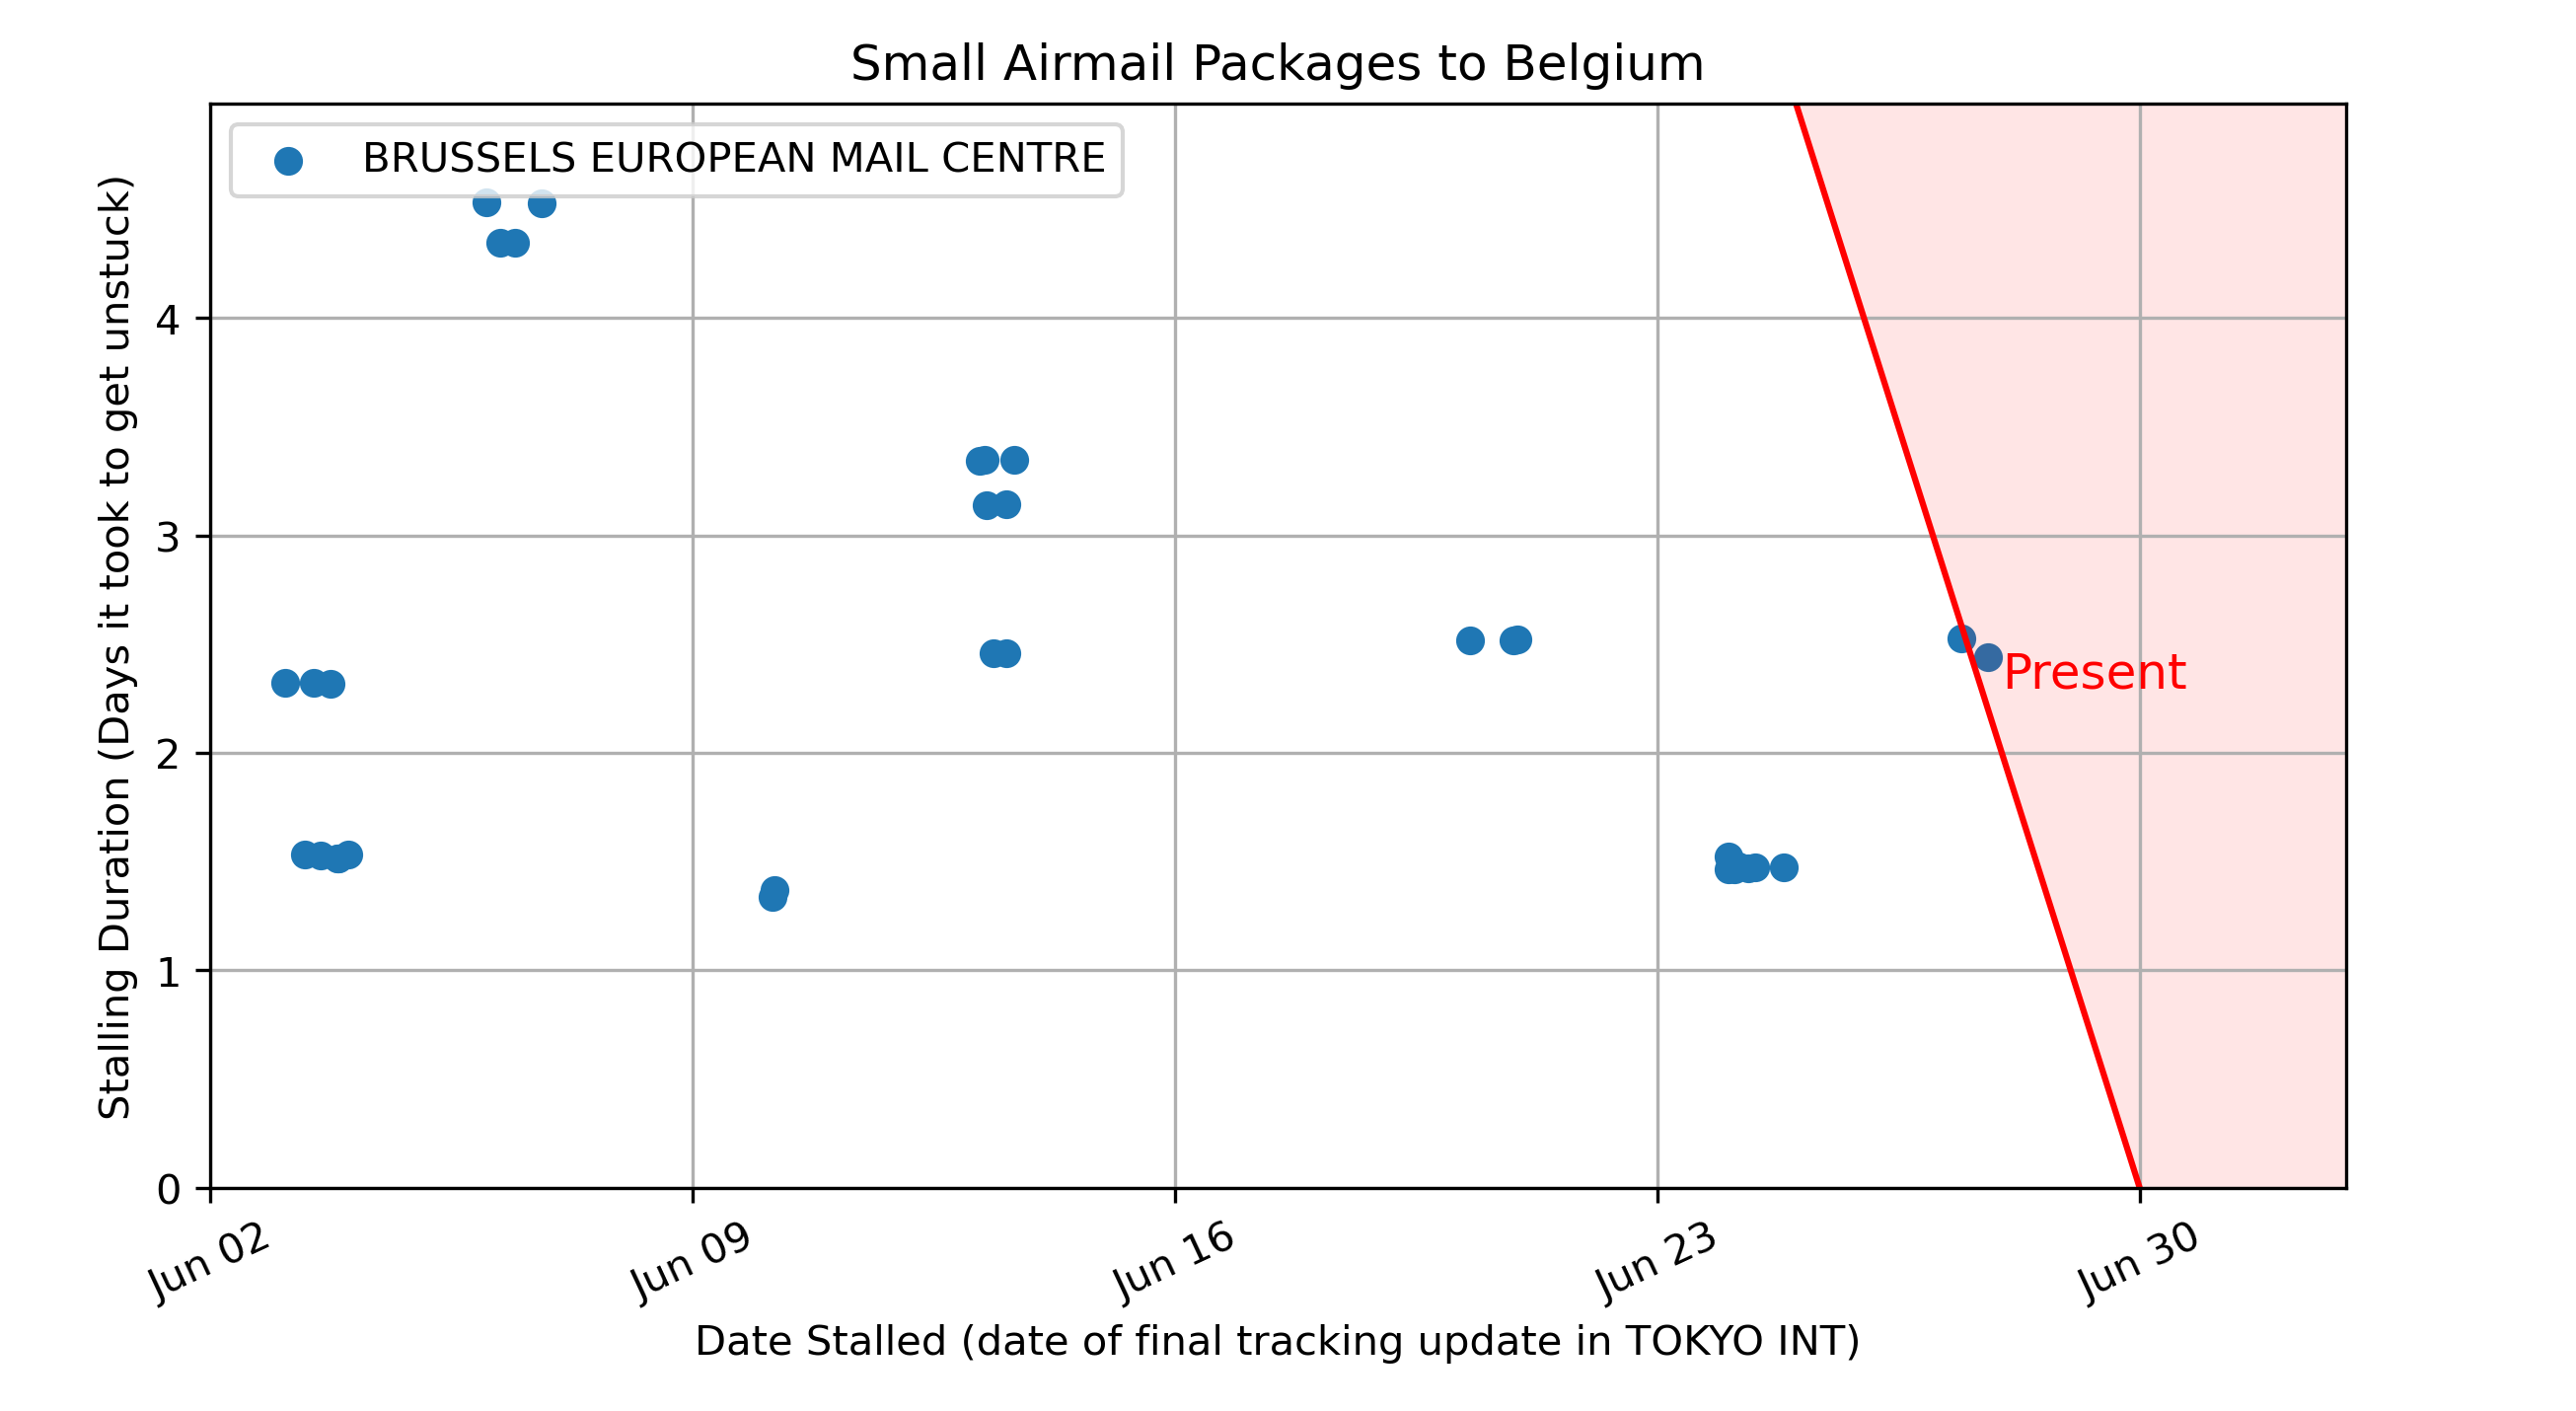 Small Airmail Packages to Belgium
BRUSSELS EUROPEAN MAIL CENTRE
Stalling Duration (Days it took to get unstuck)
4
3
2
1
0
Present
Jun 02
Jun 09
Jun 16
Jun 23
Jun 30
Date Stalled (date of final tracking update in TOKYO INT)